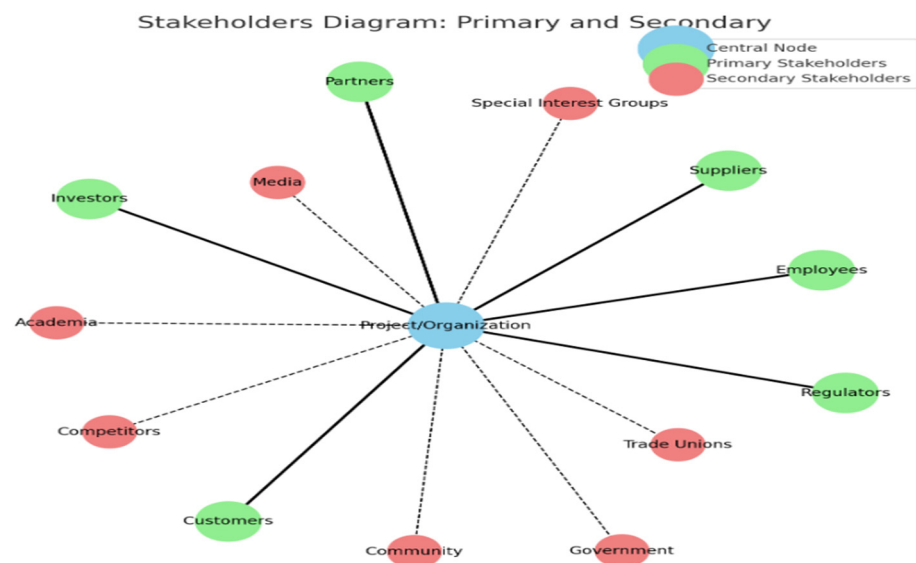 Stakeholders Diagram: Primary and Secondary
Central Node
Primary Stakeholders
Secondary Stakeholders
Partners
Special Interest Groups
Suppliers
Media
Investors
Employees
Academia
Project/Organization
Regulators
Competitors
Trade Unions
Customers
Community
Government